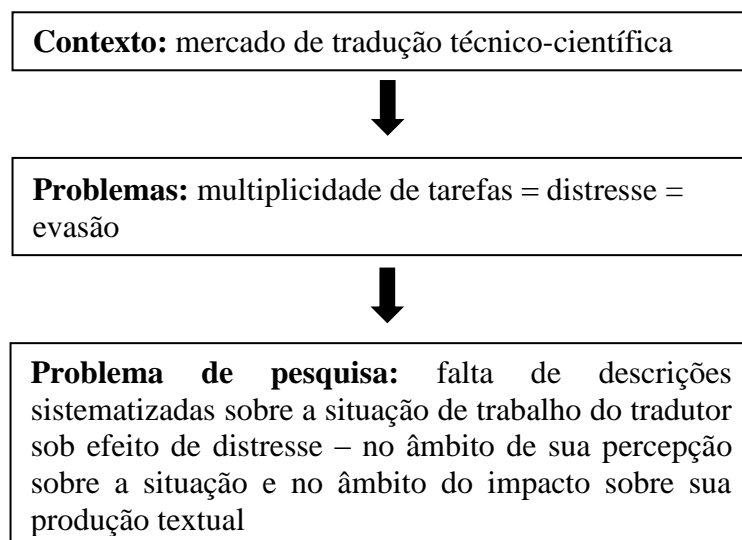 Contexto: mercado de tradução técnico-científica
Problemas: multiplicidade de tarefas = distresse =
evasão
Problema de pesquisa: falta de descrições
sistematizadas sobre a situação de trabalho do tradutor
sob efeito de distresse – no âmbito de sua percepção
sobre a situação e no âmbito do impacto sobre sua
produção textual